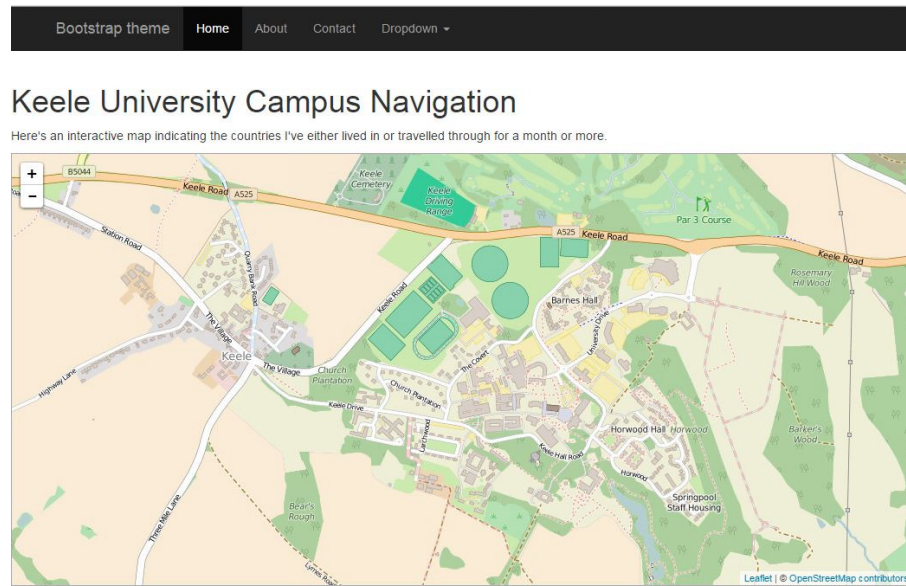 Bootstrap theme Home About Contact Dropdown
Keele University Campus Navigation
Here's an interactive map indicating the countries I've either lived in or travelled through for a month or more.
+
-
B5044
Keele Road
A525
Keele
Cemetery
Keele
Driving
Range
Par 3 Course
A525
Keele Road
Keele Road
Station Road
Quarry Bank Road
Rosemary
Hill Wood
Keele Road
Barnes Hall
University Drive
The Village
Keele
The Village
Church
Plantation
The Covert
Highway Lane
Church Plantation
Keele Drive
Larchwood
Horwood Hall
Horwood
Barker's
Wood
Keele Hall Road
Horwood
Springpool
Staff Housing
Bear's
Rough
Three Mile Lane
Lymes Road
Leaflet | © OpenStreetMap contributors